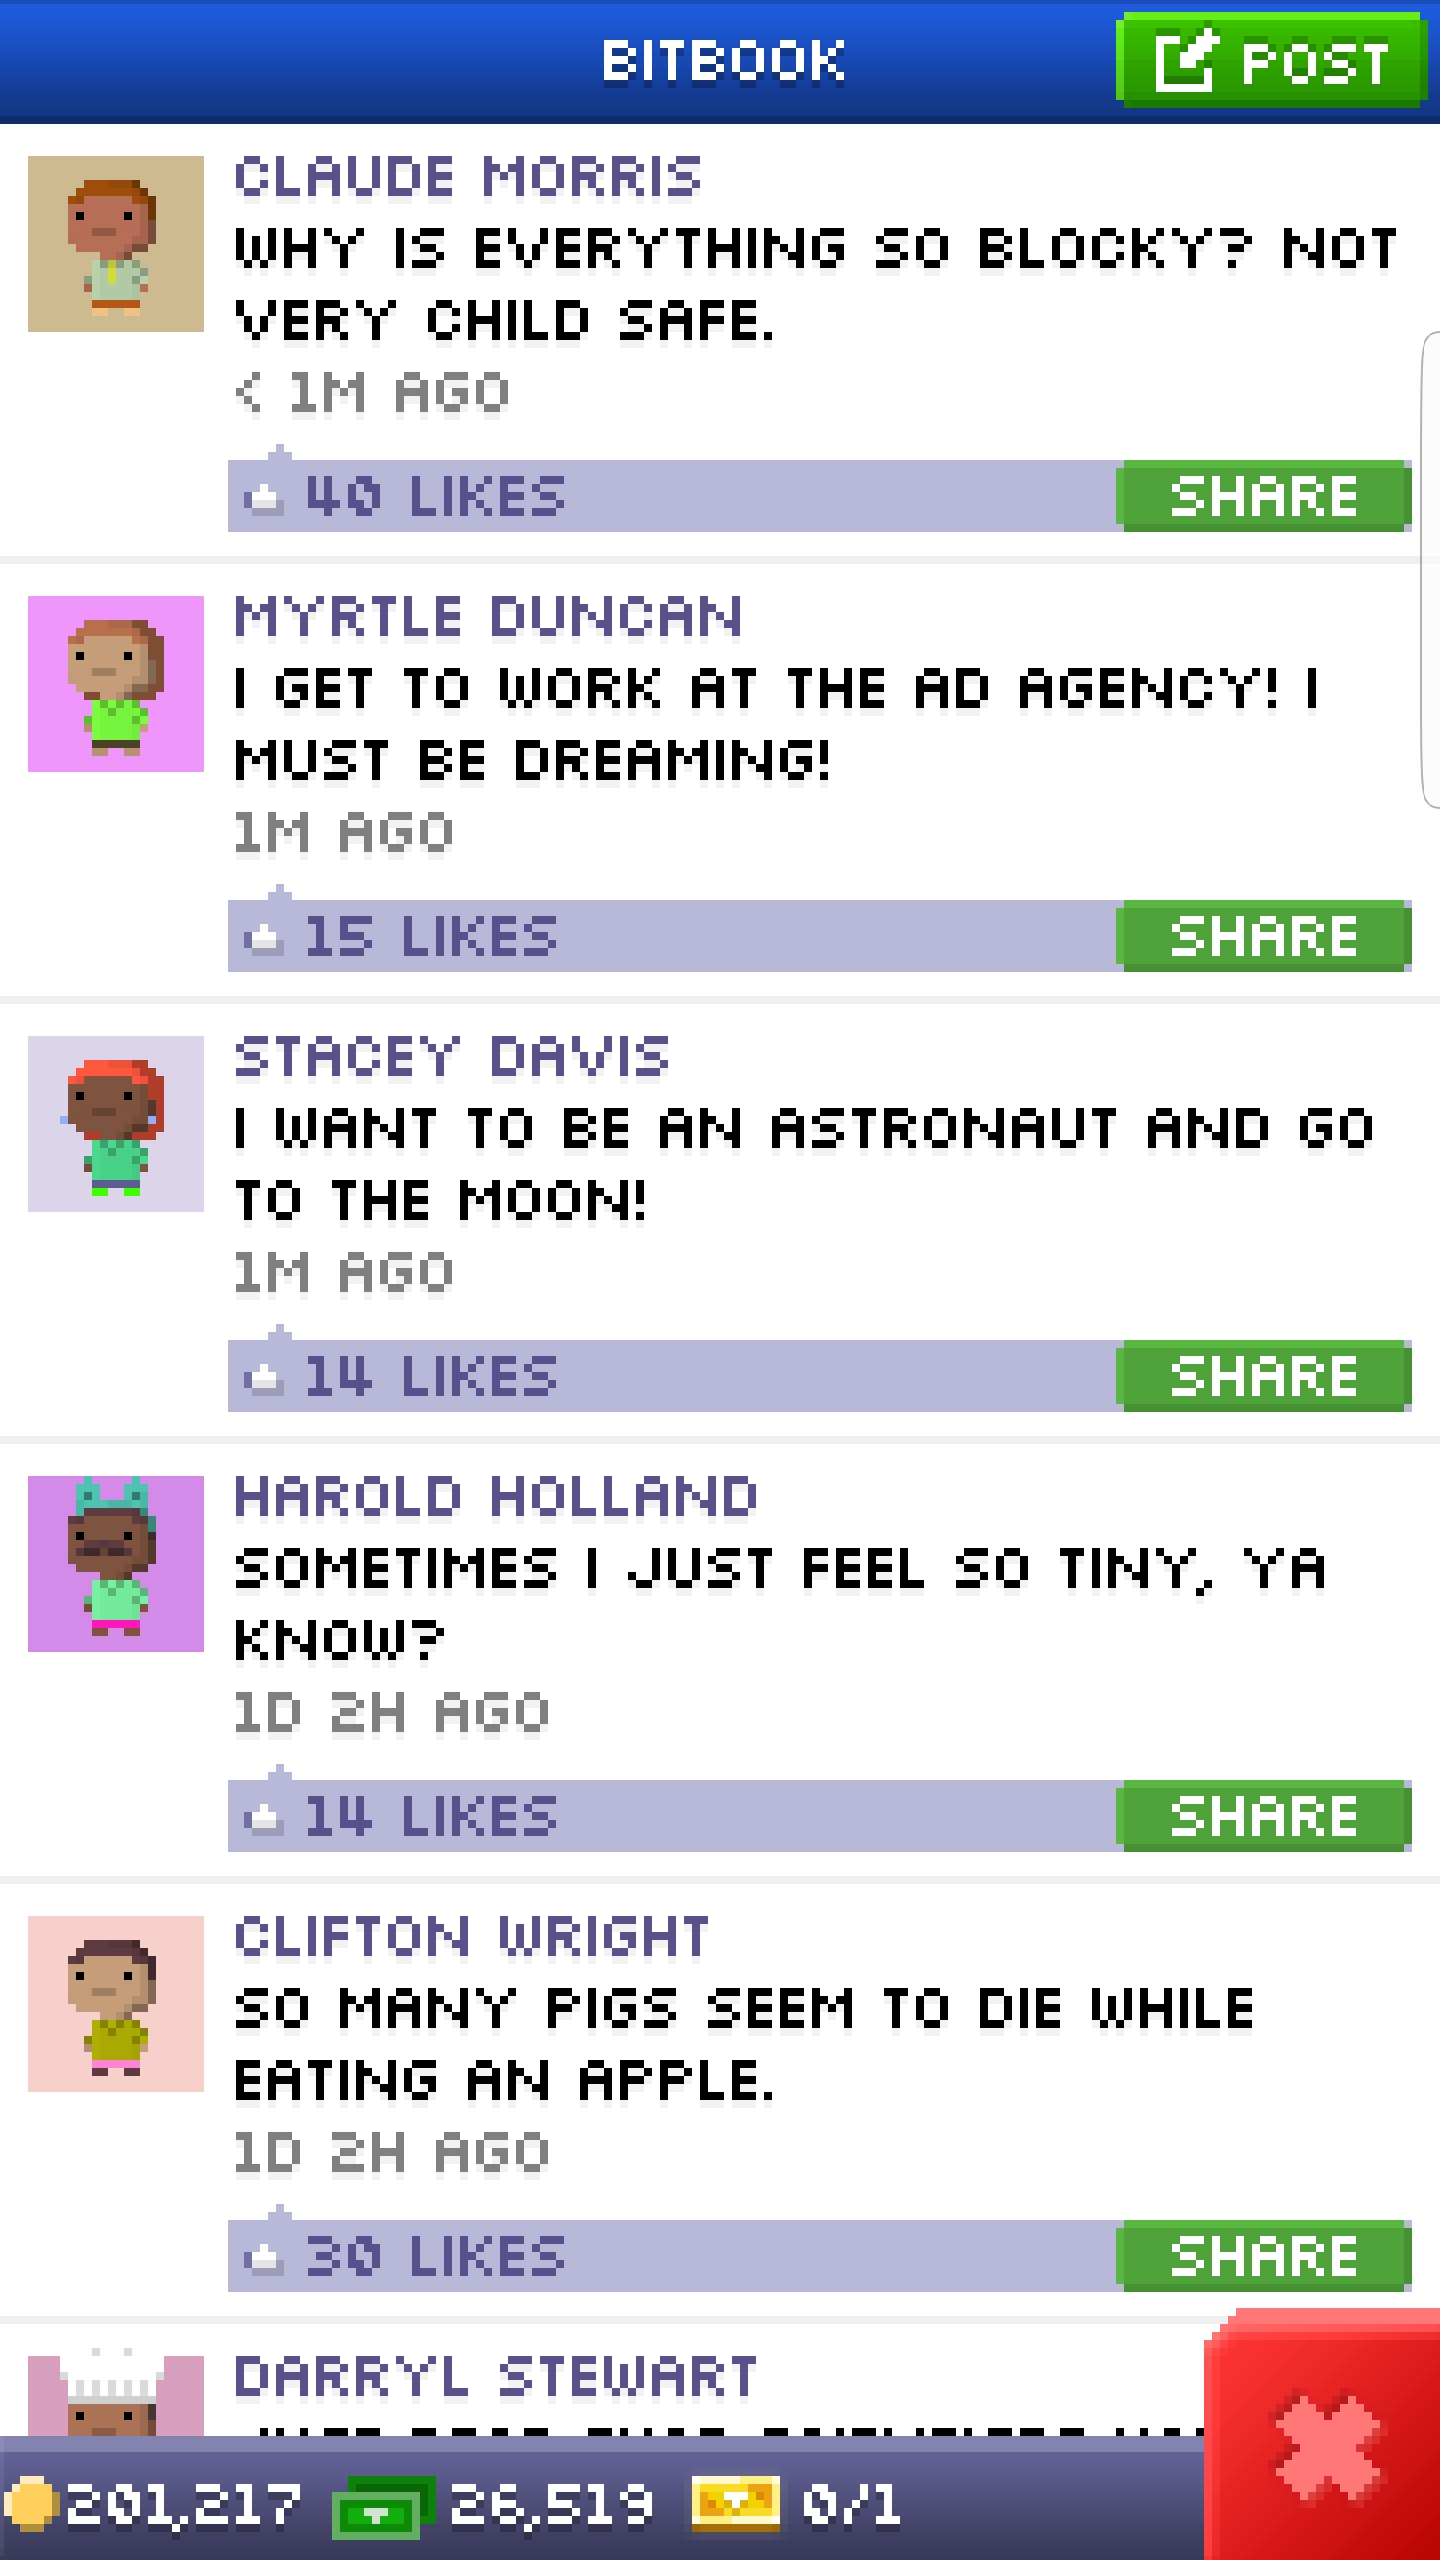 BITBOOK
POST
CLAUDE MORRIS
WHY IS EVERYTHING SO BLOCKY? NOT
VERY CHILD SAFE.
< 1M AGO
40 LIKES
SHARE
MYRTLE DUNCAN
I GET TO WORK AT THE AD AGENCY! I
MUST BE DREAMING!
1M AGO
15 LIKES
SHARE
STACEY DAVIS
I WANT TO BE AN ASTRONAUT AND GO
TO THE MOON!
1M AGO
14 LIKES
SHARE
HAROLD HOLLAND
SOMETIMES I JUST FEEL SO TINY, YA
KNOW?
1D 2H AGO
14 LIKES
SHARE
CLIFTON WRIGHT
SO MANY PIGS SEEM TO DIE WHILE
EATING AN APPLE.
1D 2H AGO
30 LIKES
SHARE
DARRYL STEWART
201,217
26,519
0/1